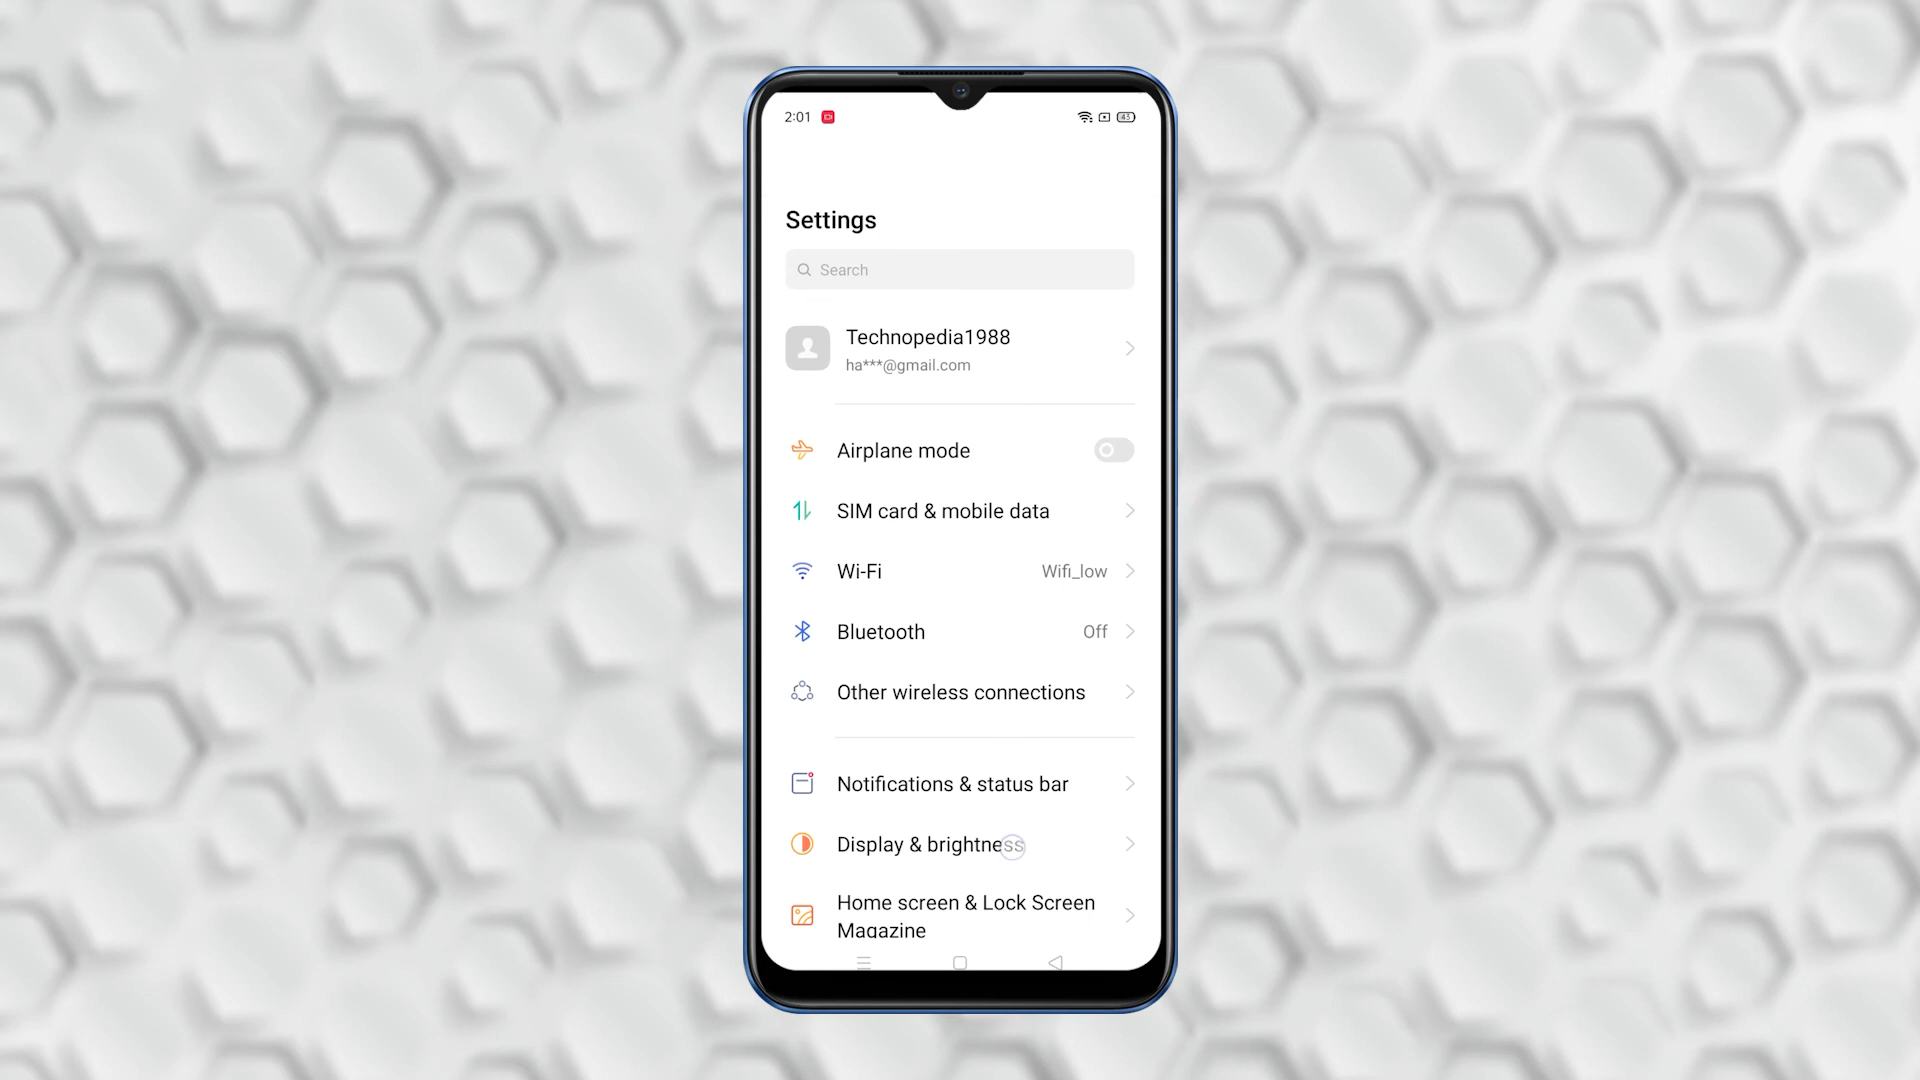 2:01
43
Settings
Search
Technopedia1988
ha***@gmail.com
Airplane mode
SIM card & mobile data
Wi-Fi Wifi_low
Bluetooth Off
Other wireless connections
Notifications & status bar
Display & brightness
Home screen & Lock Screen
Magazine